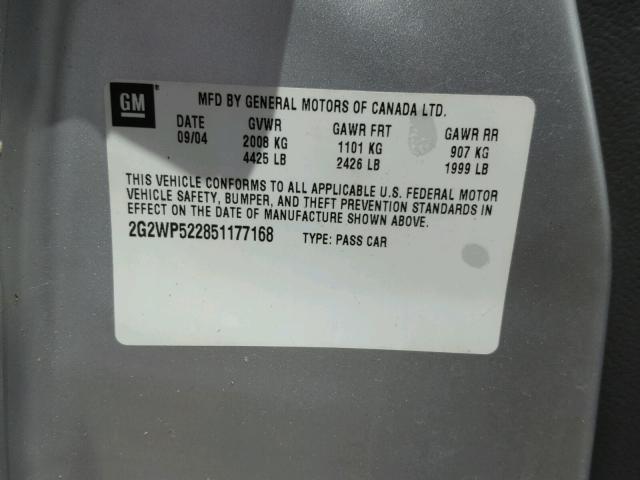 GM
MFD BY GENERAL MOTORS OF CANADA LTD.
DATE GVWR GAWR FRT GAWR RR
09/04 2008 KG 1101 KG 907 KG
4425 LB 2426 LB 1999 LB
THIS VEHICLE CONFORMS TO ALL APPLICABLE U.S. FEDERAL MOTOR
VEHICLE SAFETY, BUMPER, AND THEFT PREVENTION STANDARDS IN
EFFECT ON THE DATE OF MANUFACTURE SHOWN ABOVE.
2G2WP522851177168 TYPE: PASS CAR